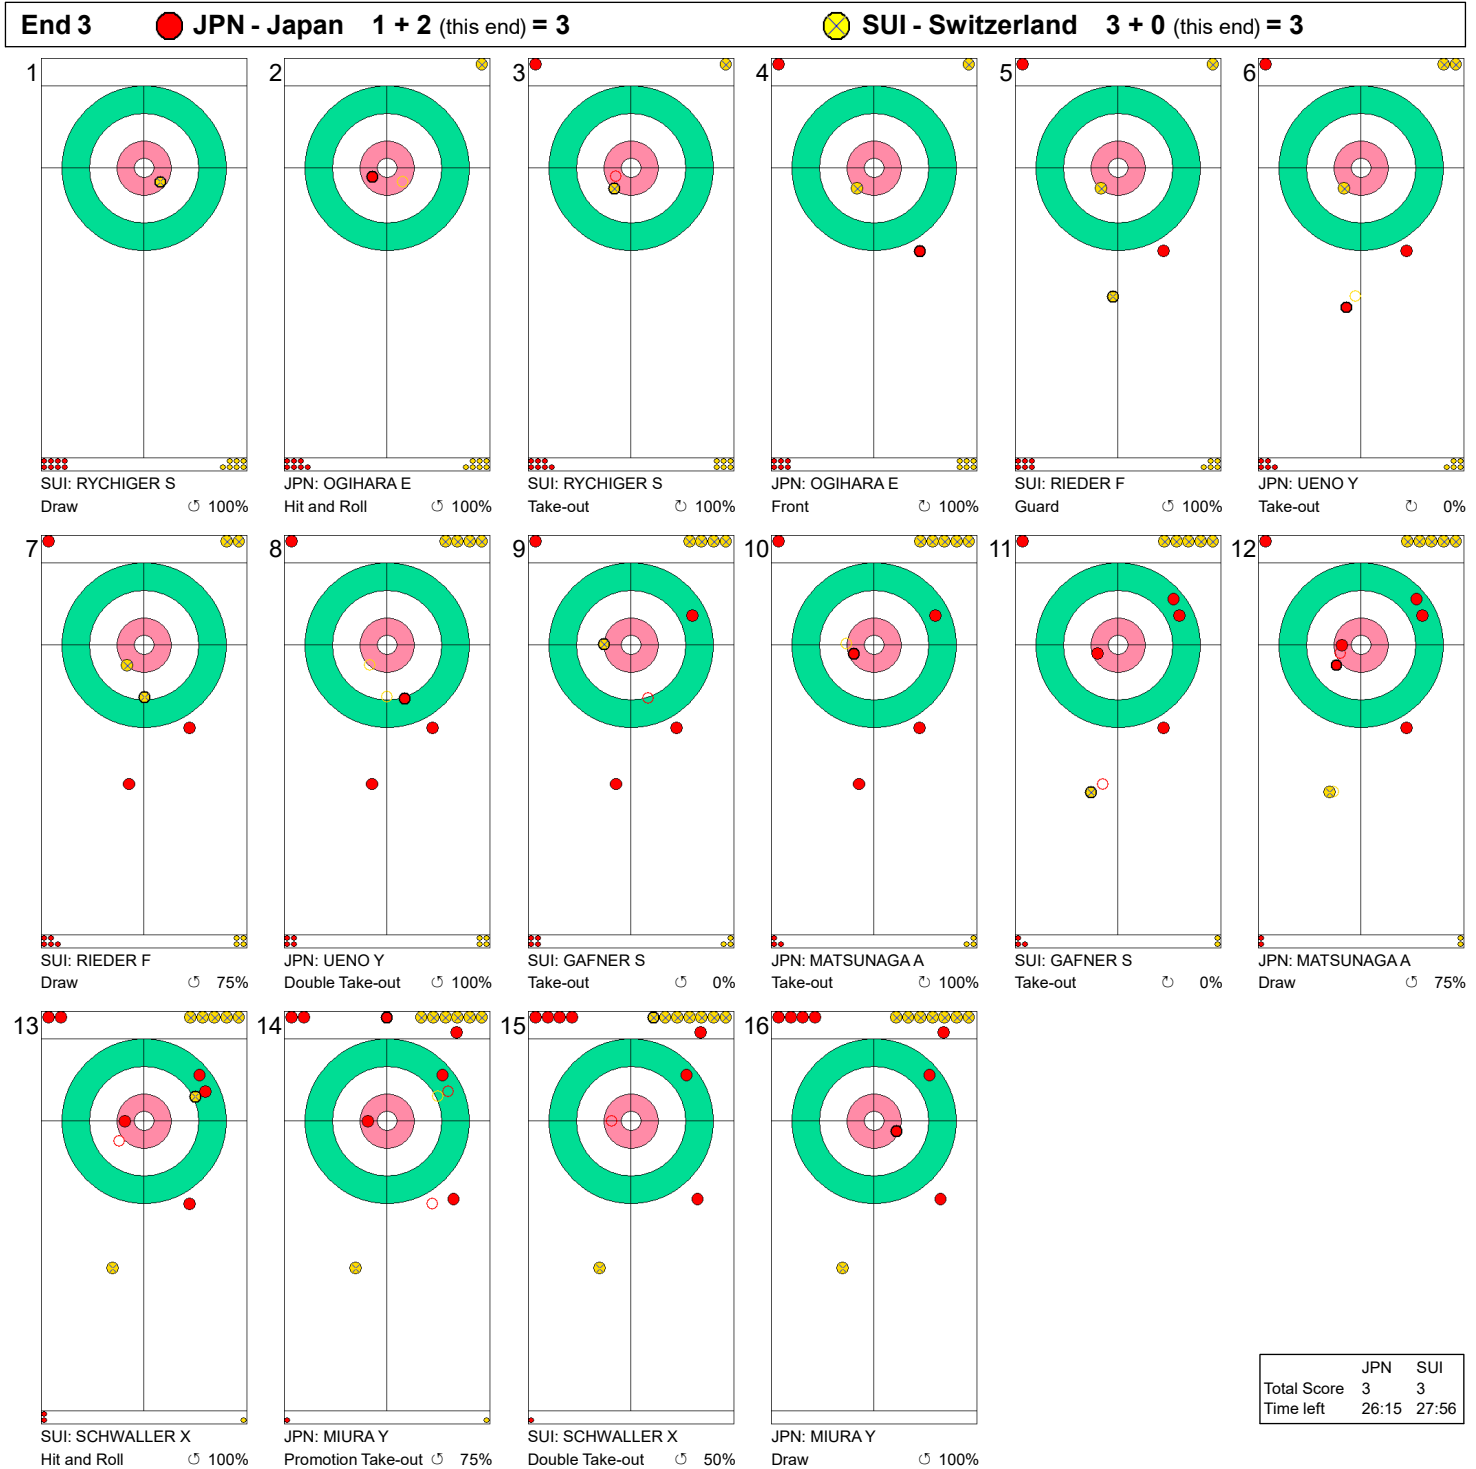 End 3 JPN - Japan 1 + 2 (this end) = 3 SUI - Switzerland 3 + 0 (this end) = 3
1 2 3 4 5 6
SUI: RYCHIGER S JPN: OGIHARA E SUI: RYCHIGER S JPN: OGIHARA E SUI: RIEDER F JPN: UENO Y
Draw ↺ 100% Hit and Roll ↺ 100% Take-out ↻ 100% Front ↻ 100% Guard ↺ 100% Take-out ↻ 0%
7 8 9 10 11 12
SUI: RIEDER F JPN: UENO Y SUI: GAFNER S JPN: MATSUNAGA A SUI: GAFNER S JPN: MATSUNAGA A
Draw ↺ 75% Double Take-out ↺ 100% Take-out ↺ 0% Take-out ↻ 100% Take-out ↻ 0% Draw ↺ 75%
13 14 15 16
SUI: SCHWALLER X JPN: MIURA Y SUI: SCHWALLER X JPN: MIURA Y
Hit and Roll ↺ 100% Promotion Take-out ↺ 75% Double Take-out ↺ 50% Draw ↺ 100%
JPN SUI
Total Score 3 3
Time left 26:15 27:56